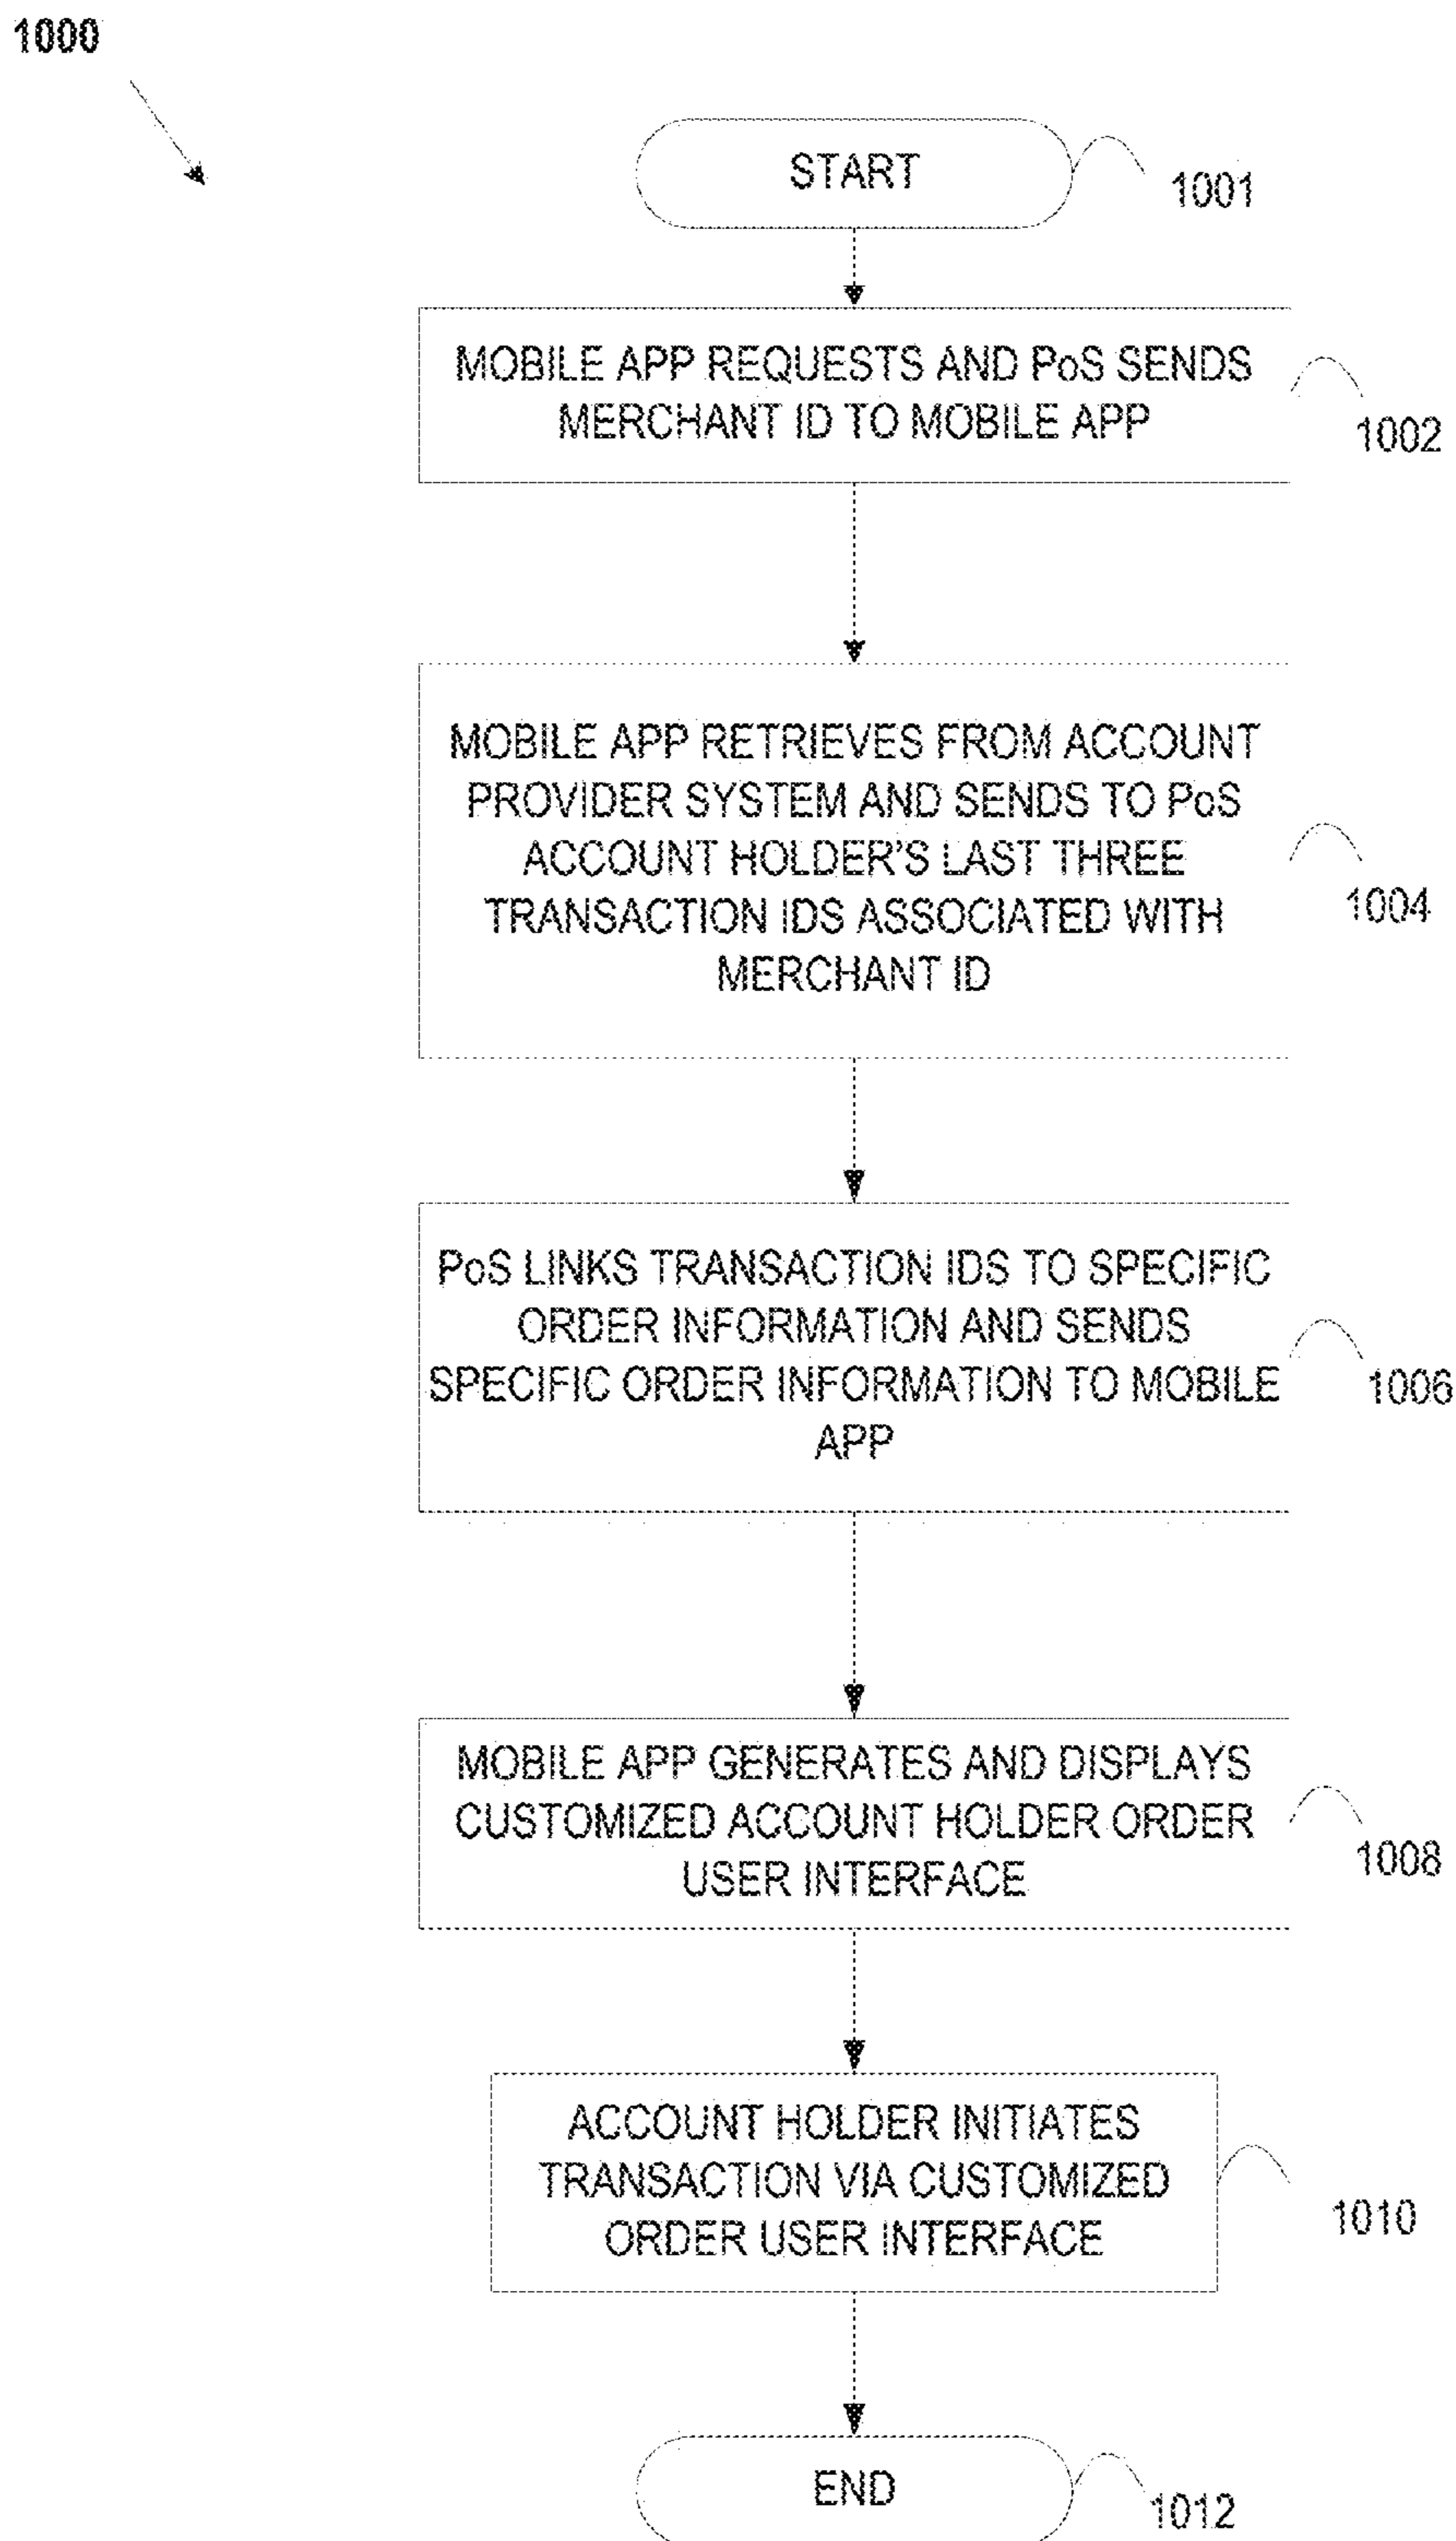 1000
START
1001
MOBILE APP REQUESTS AND PoS SENDS
MERCHANT ID TO MOBILE APP
1002
MOBILE APP RETRIEVES FROM ACCOUNT
PROVIDER SYSTEM AND SENDS TO PoS
ACCOUNT HOLDER'S LAST THREE
TRANSACTION IDS ASSOCIATED WITH
MERCHANT ID
1004
PoS LINKS TRANSACTION IDS TO SPECIFIC
ORDER INFORMATION AND SENDS
SPECIFIC ORDER INFORMATION TO MOBILE
APP
1006
MOBILE APP GENERATES AND DISPLAYS
CUSTOMIZED ACCOUNT HOLDER ORDER
USER INTERFACE
1008
ACCOUNT HOLDER INITIATES
TRANSACTION VIA CUSTOMIZED
ORDER USER INTERFACE
1010
END
1012